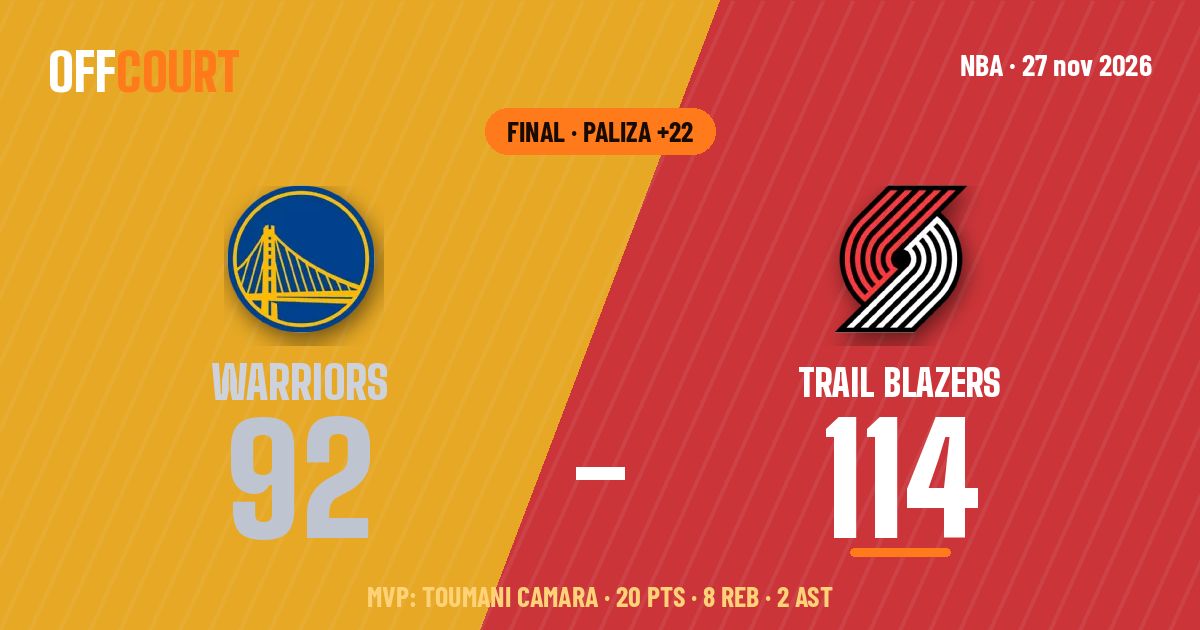 OFFCOURT
NBA · 27 nov 2026
FINAL · PALIZA +22
WARRIORS
TRAIL BLAZERS
92
–
114
MVP: TOUMANI CAMARA · 20 PTS · 8 REB · 2 AST